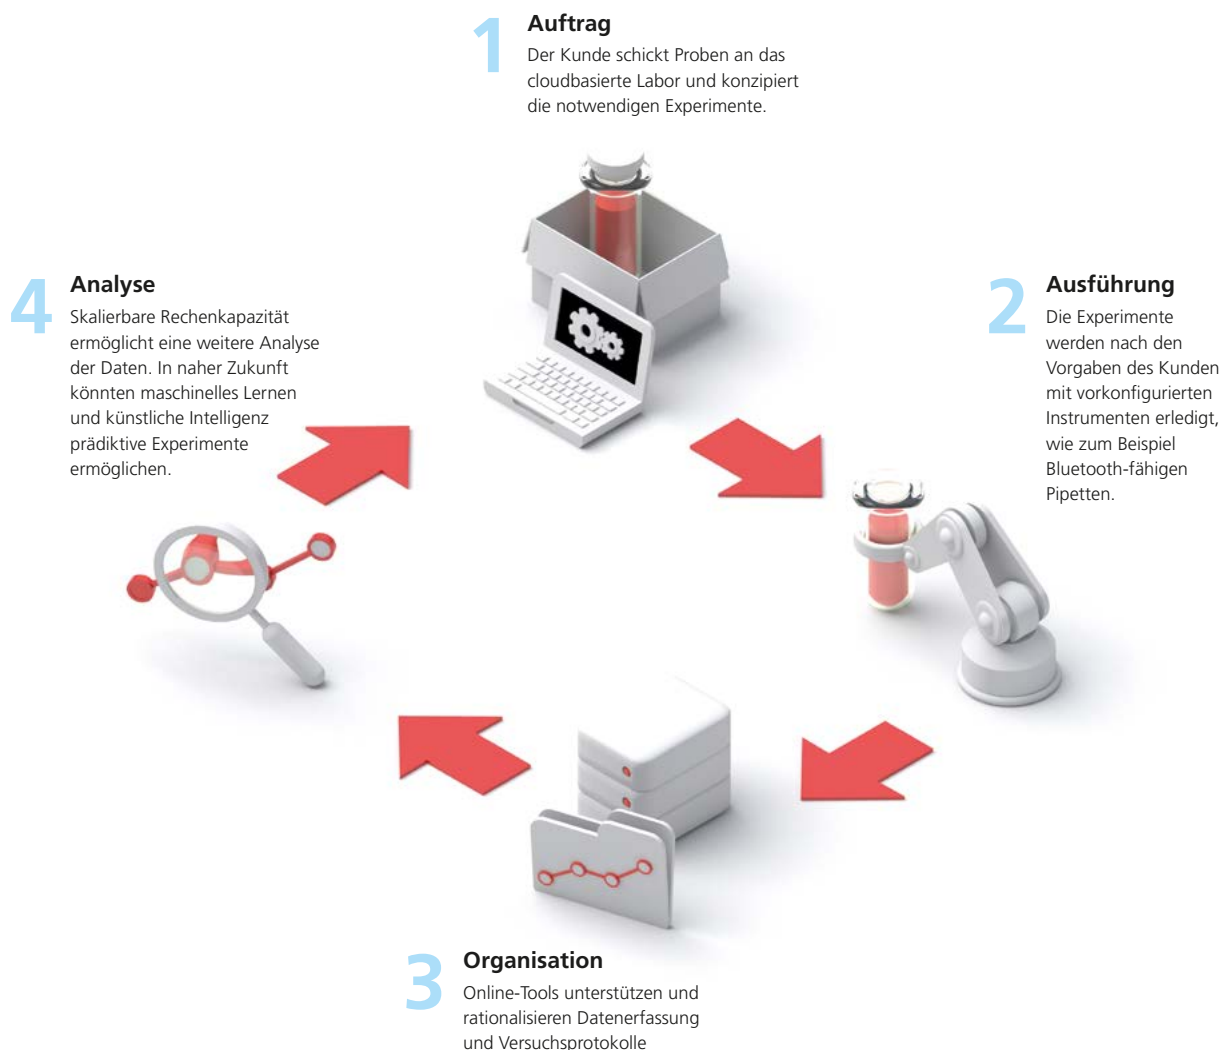 1
Auftrag
Der Kunde schickt Proben an das
cloudbasierte Labor und konzipiert
die notwendigen Experimente.
2
Ausführung
Die Experimente
werden nach den
Vorgaben des Kunden
mit vorkonfigurierten
Instrumenten erledigt,
wie zum Beispiel
Bluetooth-fähigen
Pipetten.
3
Organisation
Online-Tools unterstützen und
rationalisieren Datenerfassung
und Versuchsprotokolle
4
Analyse
Skalierbare Rechenkapazität
ermöglicht eine weitere Analyse
der Daten. In naher Zukunft
könnten maschinelles Lernen
und künstliche Intelligenz
prädiktive Experimente
ermöglichen.